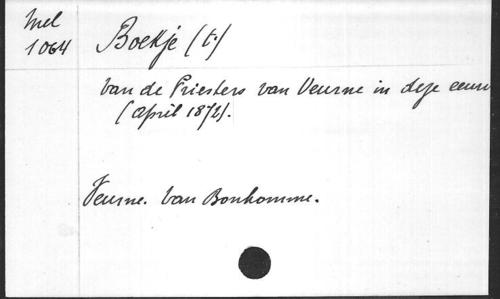 Mel
1064
Boekje (t.)
van de Priesters van Veurne in deze eeuw
(April 1872).
Veurne. Van Bonhomme.